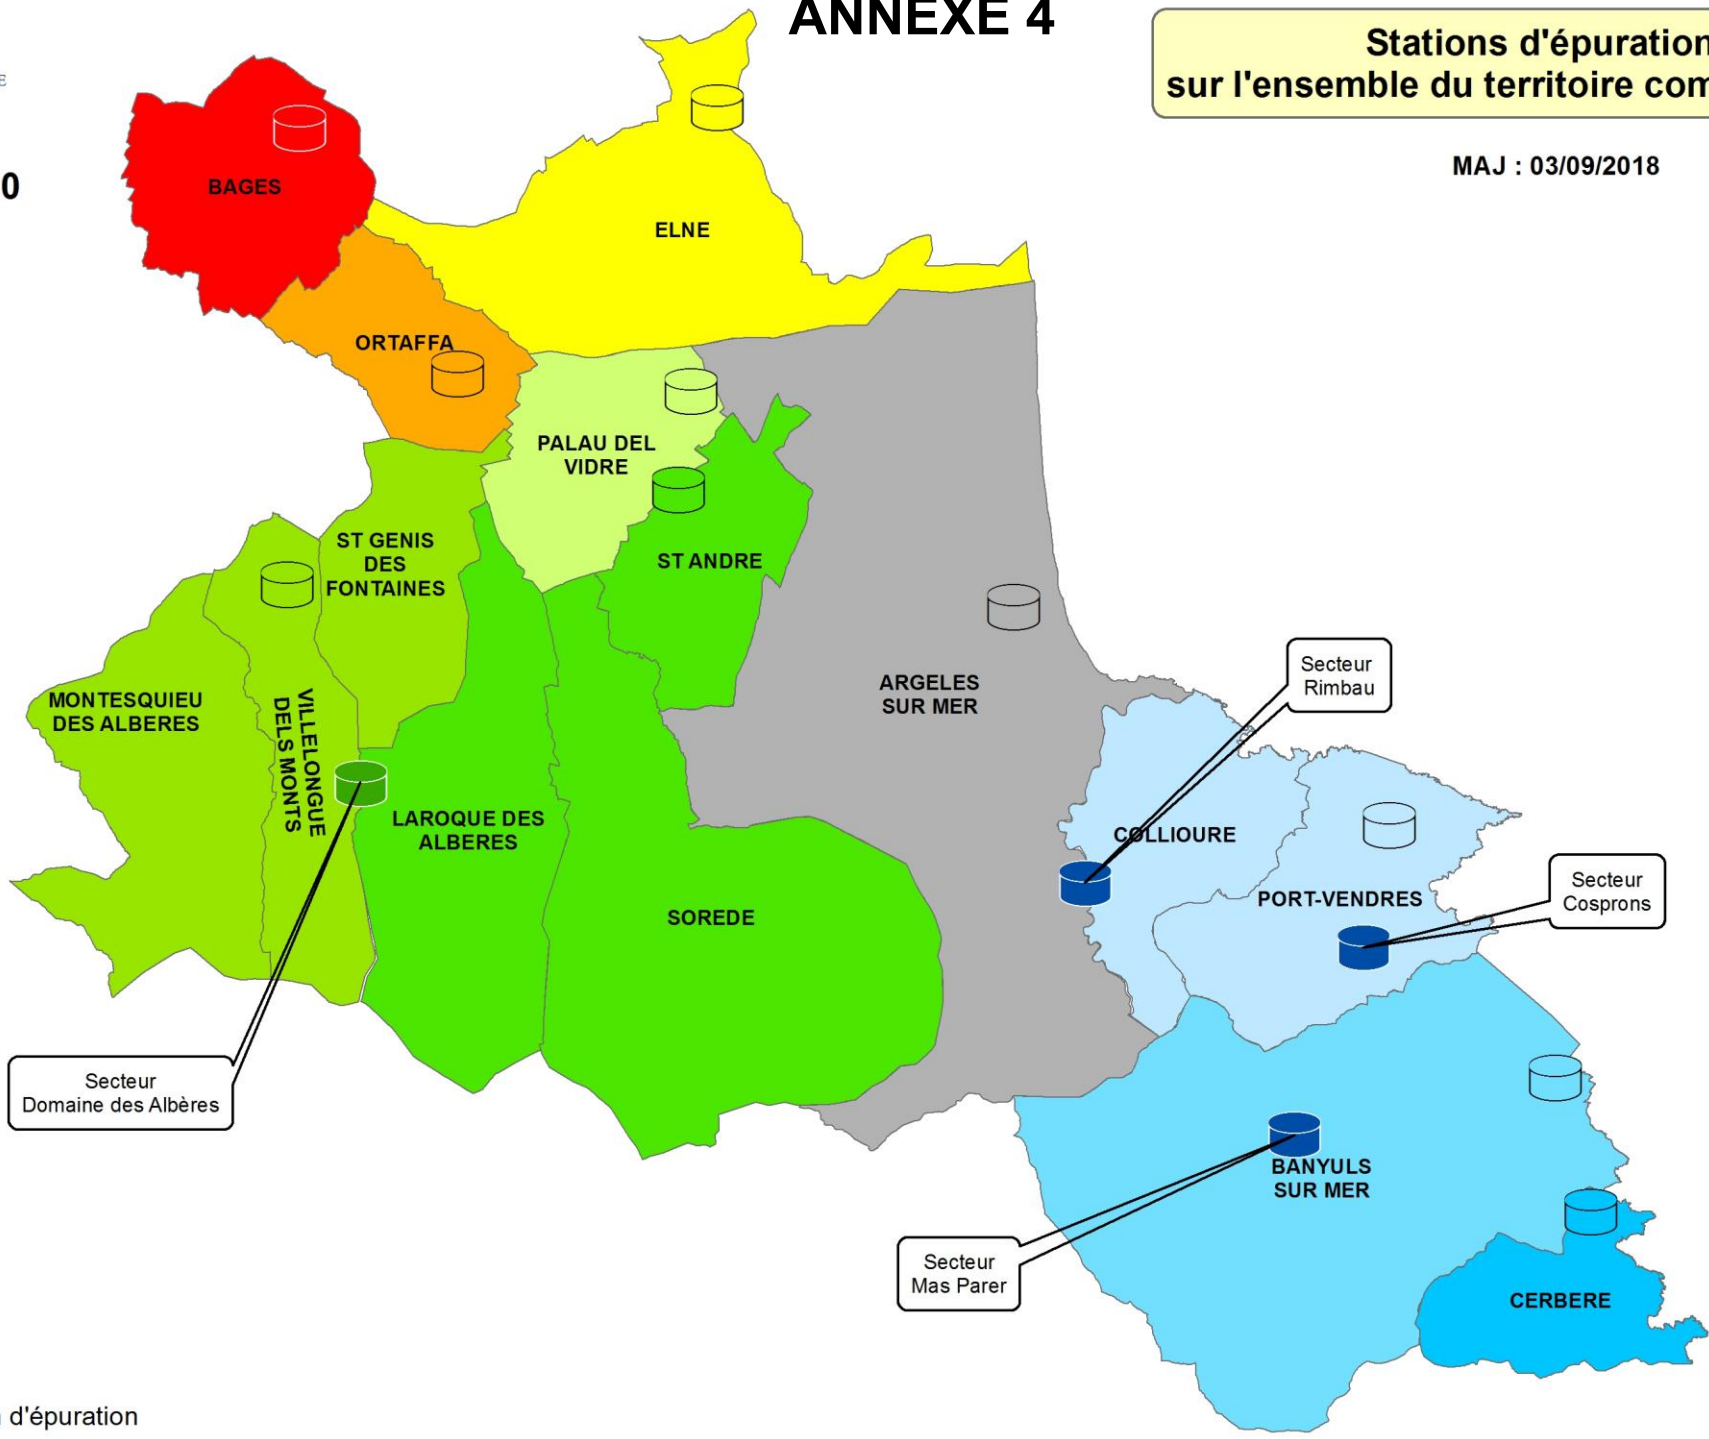 ANNEXE 4
Stations d'épuration
sur l'ensemble du territoire com
E
MAJ : 03/09/2018
0
BAGES
ELNE
ORTAFFA
PALAU DEL
VIDRE
ST GENIS
DES
FONTAINES
ST ANDRE
MONTESQUIEU
DES ALBERES
VILLELONGUE
DELS MONTS
ARGELES
SUR MER
Secteur
Rimbau
LAROQUE DES
ALBERES
COLLIOURE
SOREDE
PORT-VENDRES
Secteur
Cosprons
Secteur
Domaine des Albères
BANYULS
SUR MER
Secteur
Mas Parer
CERBERE
d'épuration